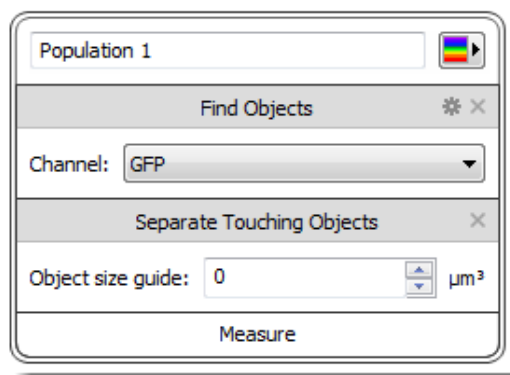 Population 1
Find Objects
Channel: GFP
Separate Touching Objects
Object size guide: 0 µm³
Measure